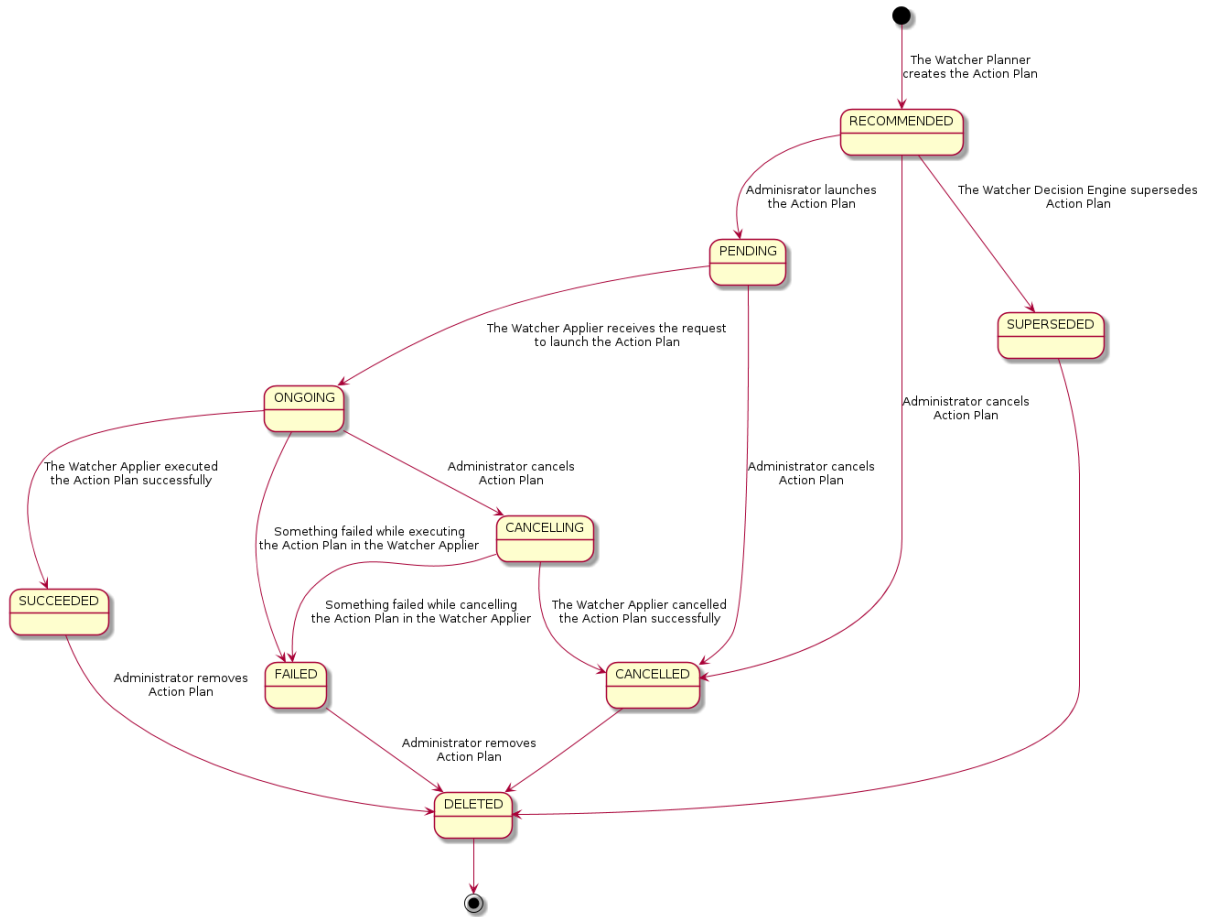 The Watcher Planner
creates the Action Plan
RECOMMENDED
Adminisrator launches
the Action Plan
The Watcher Decision Engine supersedes
Action Plan
PENDING
SUPERSEDED
The Watcher Applier receives the request
to launch the Action Plan
ONGOING
Administrator cancels
Action Plan
The Watcher Applier executed
the Action Plan successfully
Administrator cancels
Action Plan
Administrator cancels
Action Plan
CANCELLING
Something failed while executing
the Action Plan in the Watcher Applier
SUCCEEDED
Something failed while cancelling
the Action Plan in the Watcher Applier
The Watcher Applier cancelled
the Action Plan successfully
FAILED
CANCELLED
Administrator removes
Action Plan
Administrator removes
Action Plan
DELETED